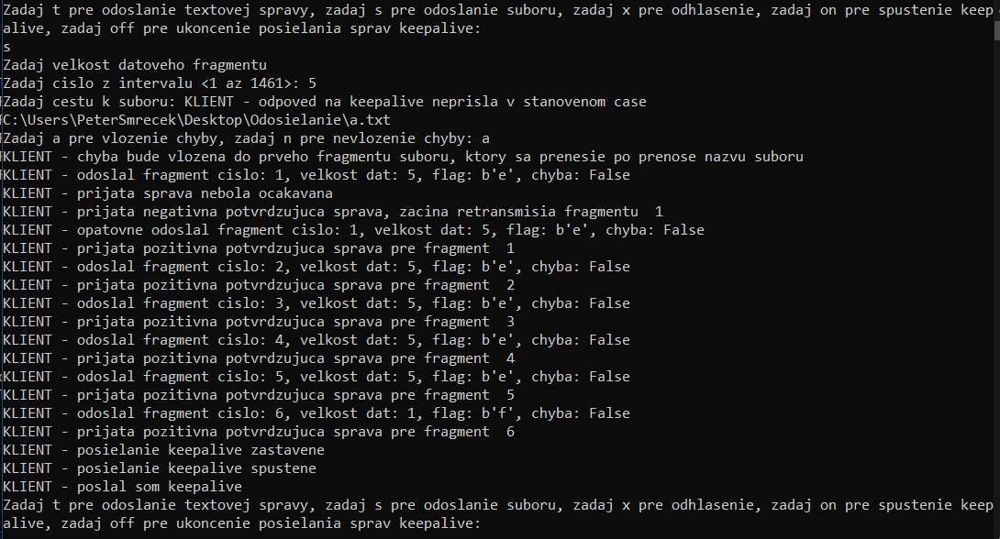 Zadaj t pre odoslanie textovej spravy, zadaj s pre odoslanie suboru, zadaj x pre odhlasenie, zadaj on pre spustenie keep
alive, zadaj off pre ukoncenie posielania sprav keepalive:
s
Zadaj velkost datoveho fragmentu
Zadaj cislo z intervalu <1 az 1461>: 5
Zadaj cestu k suboru: KLIENT - odpoved na keepalive neprisla v stanovenom case
C:\Users\PeterSmrecek\Desktop\Odosielanie\a.txt
Zadaj a pre vlozenie chyby, zadaj n pre nevlozenie chyby: a
KLIENT - chyba bude vlozena do prveho fragmentu suboru, ktory sa prenesie po prenose nazvu suboru
KLIENT - odoslal fragment cislo: 1, velkost dat: 5, flag: b'e', chyba: False
KLIENT - prijata sprava nebola ocakavana
KLIENT - prijata negativna potvrdzujuca sprava, zacina retransmisia fragmentu  1
KLIENT - opatovne odoslal fragment cislo: 1, velkost dat: 5, flag: b'e', chyba: False
KLIENT - prijata pozitivna potvrdzujuca sprava pre fragment  1
KLIENT - odoslal fragment cislo: 2, velkost dat: 5, flag: b'e', chyba: False
KLIENT - prijata pozitivna potvrdzujuca sprava pre fragment  2
KLIENT - odoslal fragment cislo: 3, velkost dat: 5, flag: b'e', chyba: False
KLIENT - prijata pozitivna potvrdzujuca sprava pre fragment  3
KLIENT - odoslal fragment cislo: 4, velkost dat: 5, flag: b'e', chyba: False
KLIENT - prijata pozitivna potvrdzujuca sprava pre fragment  4
KLIENT - odoslal fragment cislo: 5, velkost dat: 5, flag: b'e', chyba: False
KLIENT - prijata pozitivna potvrdzujuca sprava pre fragment  5
KLIENT - odoslal fragment cislo: 6, velkost dat: 1, flag: b'f', chyba: False
KLIENT - prijata pozitivna potvrdzujuca sprava pre fragment  6
KLIENT - posielanie keepalive zastavene
KLIENT - posielanie keepalive spustene
KLIENT - poslal som keepalive
Zadaj t pre odoslanie textovej spravy, zadaj s pre odoslanie suboru, zadaj x pre odhlasenie, zadaj on pre spustenie keep
alive, zadaj off pre ukoncenie posielania sprav keepalive: